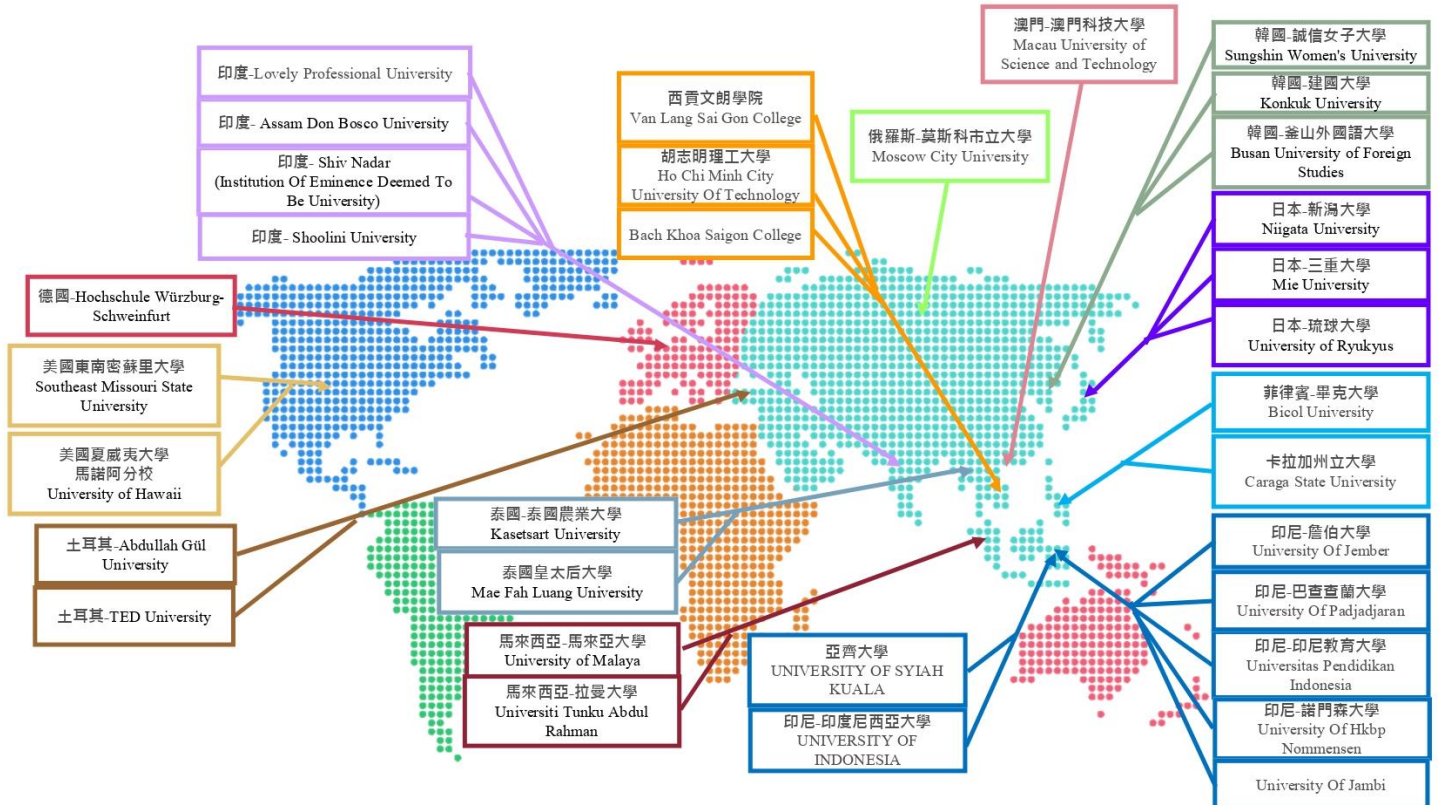 澳門-澳門科技大學
Macau University of
Science and Technology
韓國-誠信女子大學
Sungshin Women's University
韓國-建國大學
Konkuk University
韓國-釜山外國語大學
Busan University of Foreign
Studies
印度-Lovely Professional University
印度- Assam Don Bosco University
印度- Shiv Nadar
(Institution Of Eminence Deemed To
Be University)
印度- Shoolini University
西貢文朗學院
Van Lang Sai Gon College
胡志明理工大學
Ho Chi Minh City
University Of Technology
Bach Khoa Saigon College
俄羅斯-莫斯科市立大學
Moscow City University
日本-新潟大學
Niigata University
日本-三重大學
Mie University
日本-琉球大學
University of Ryukyus
德國-Hochschule Würzburg-
Schweinfurt
美國東南密蘇里大學
Southeast Missouri State
University
美國夏威夷大學
馬諾阿分校
University of Hawaii
菲律賓-畢克大學
Bicol University
卡拉加州立大學
Caraga State University
土耳其-Abdullah Gül
University
土耳其-TED University
泰國-泰國農業大學
Kasetsart University
泰國皇太后大學
Mae Fah Luang University
馬來西亞-馬來亞大學
University of Malaya
馬來西亞-拉曼大學
Universiti Tunku Abdul
Rahman
亞齊大學
UNIVERSITY OF SYIAH
KUALA
印尼-印度尼西亞大學
UNIVERSITY OF
INDONESIA
印尼-詹伯大學
University Of Jember
印尼-巴查查蘭大學
University Of Padjadjaran
印尼-印尼教育大學
Universitas Pendidikan
Indonesia
印尼-諾門森大學
University Of Hkbp
Nommensen
University Of Jambi